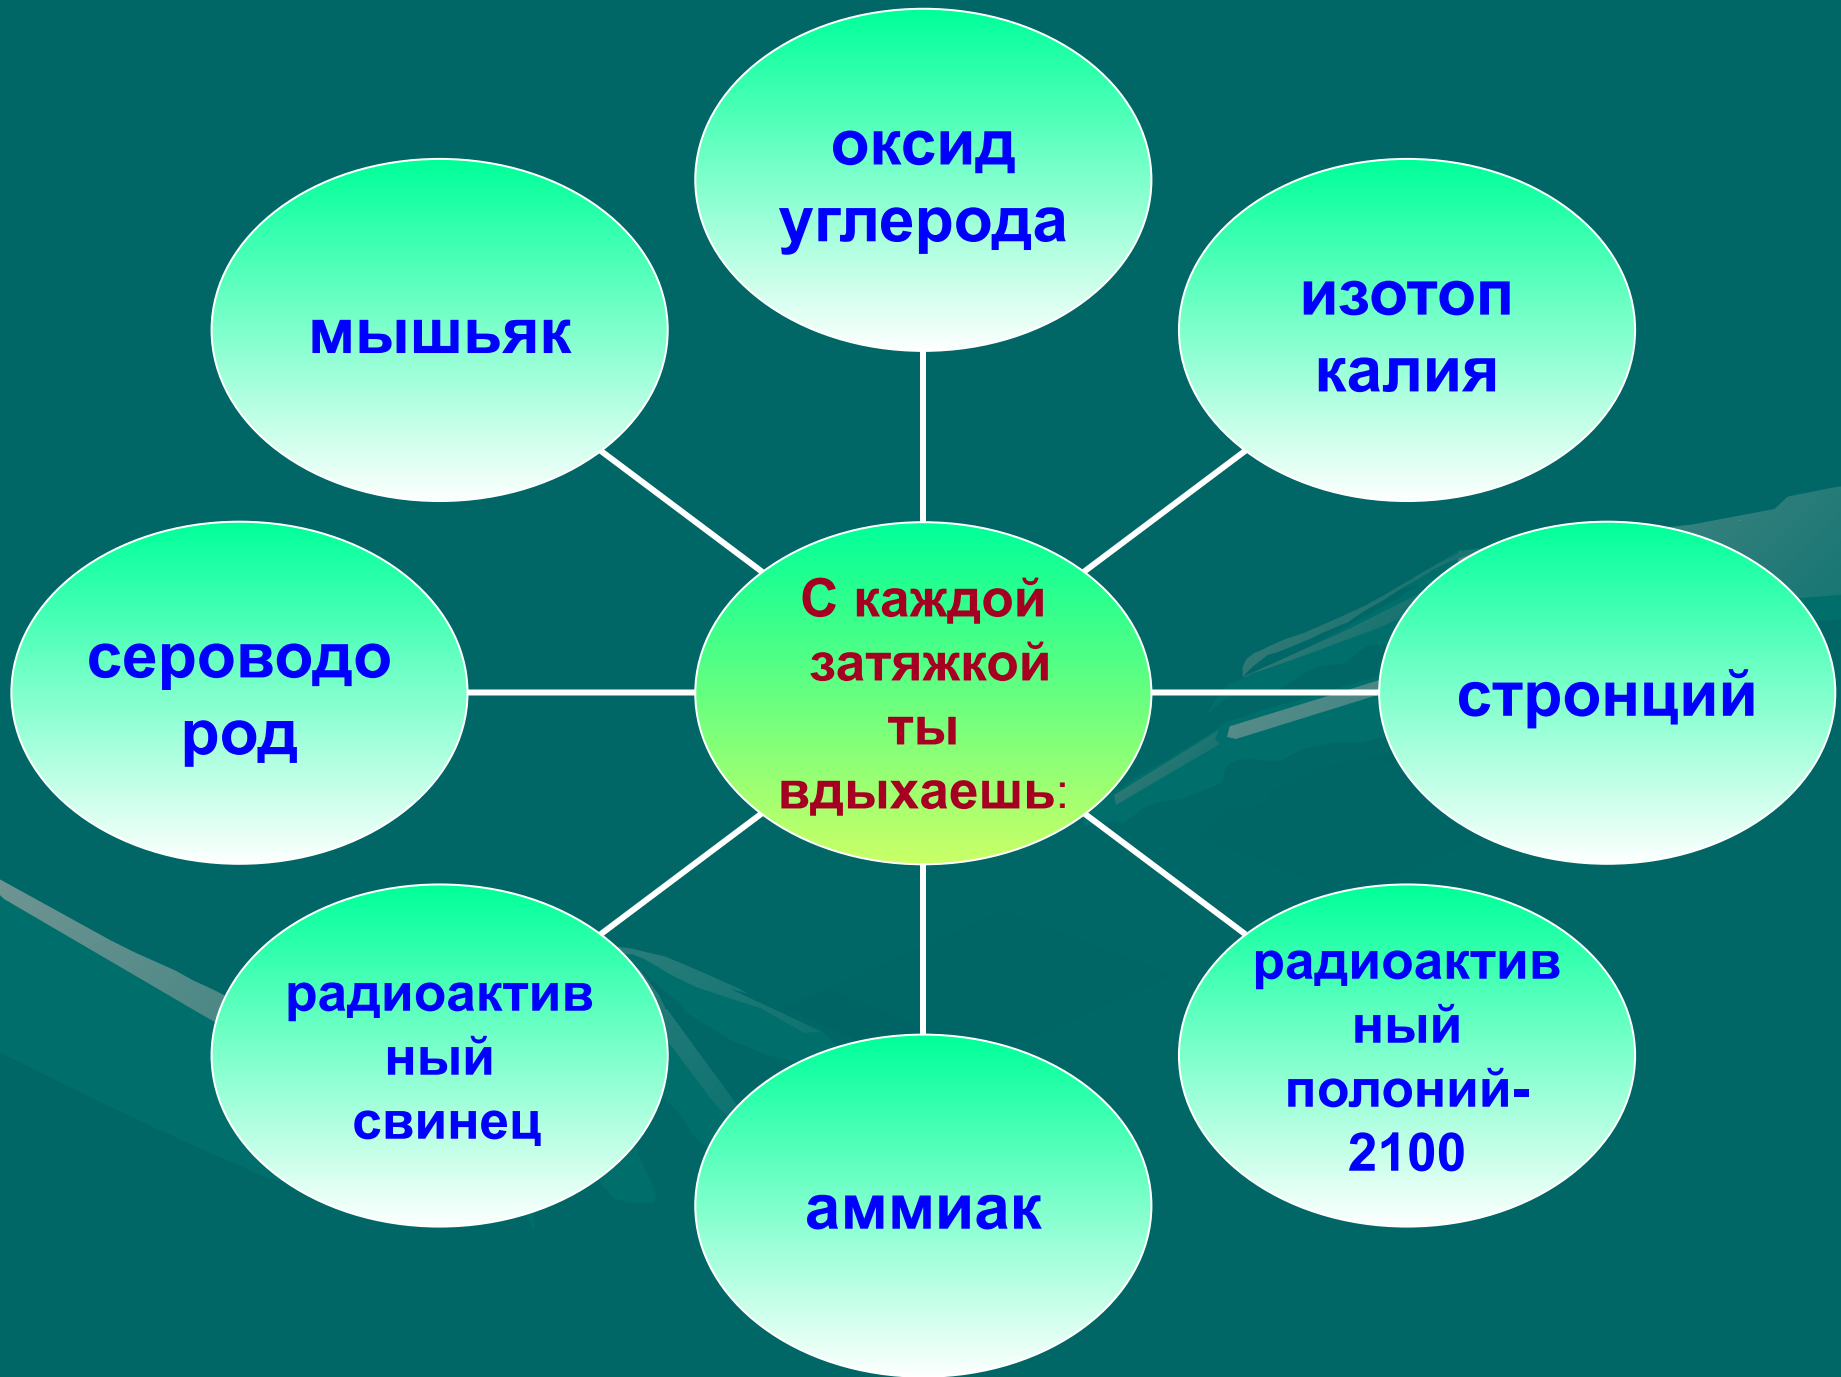 оксид
углерода
изотоп
калия
стронций
радиоактив
ный
полоний-
2100
аммиак
радиоактив
ный
свинец
сероводо
род
мышьяк
С каждой
затяжкой
ты
вдыхаешь: